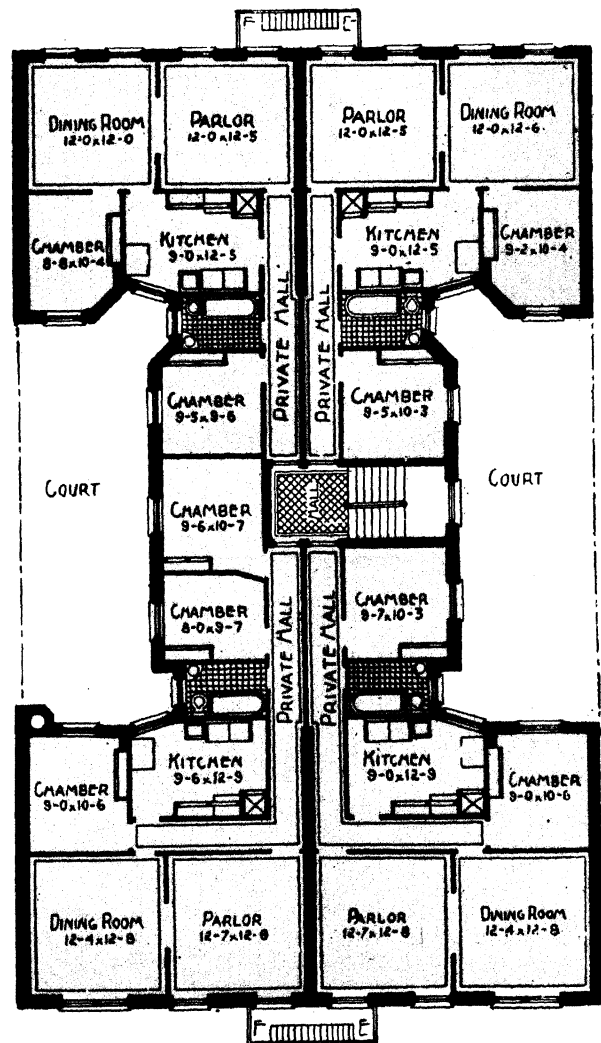 F E
DINING ROOM
12-0x12-0
PARLOR
12-0x12-5
PARLOR
12-0x12-5
DINING ROOM
12-0x12-6
CHAMBER
8-8x10-4
KITCHEN
9-0x12-5
KITCHEN
9-0x12-5
CHAMBER
9-2x10-4
PRIVATE HALL
PRIVATE HALL
CHAMBER
9-5x9-6
CHAMBER
9-5x10-3
COURT
CHAMBER
9-6x10-7
HALL
COURT
CHAMBER
8-0x9-7
PRIVATE HALL
PRIVATE HALL
CHAMBER
9-7x10-3
CHAMBER
9-0x10-6
KITCHEN
9-6x12-9
KITCHEN
9-0x12-9
CHAMBER
9-0x10-6
DINING ROOM
12-4x12-8
PARLOR
12-7x12-8
PARLOR
12-7x12-8
DINING ROOM
12-4x12-8
F E